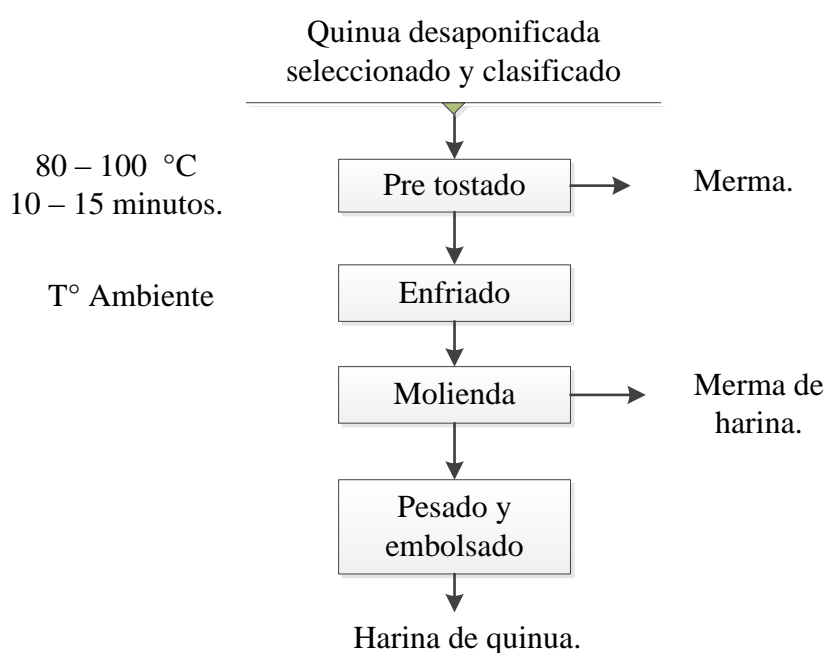 Quinua desaponificada
seleccionado y clasificado
80 – 100 °C
10 – 15 minutos.
Pre tostado
Merma.
T° Ambiente
Enfriado
Molienda
Merma de
harina.
Pesado y
embolsado
Harina de quinua.